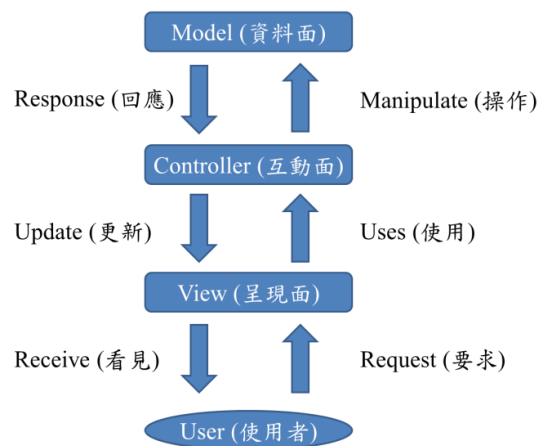 Model (資料面)
Response (回應)
Manipulate (操作)
Controller (互動面)
Update (更新)
Uses (使用)
View (呈現面)
Receive (看見)
Request (要求)
User (使用者)